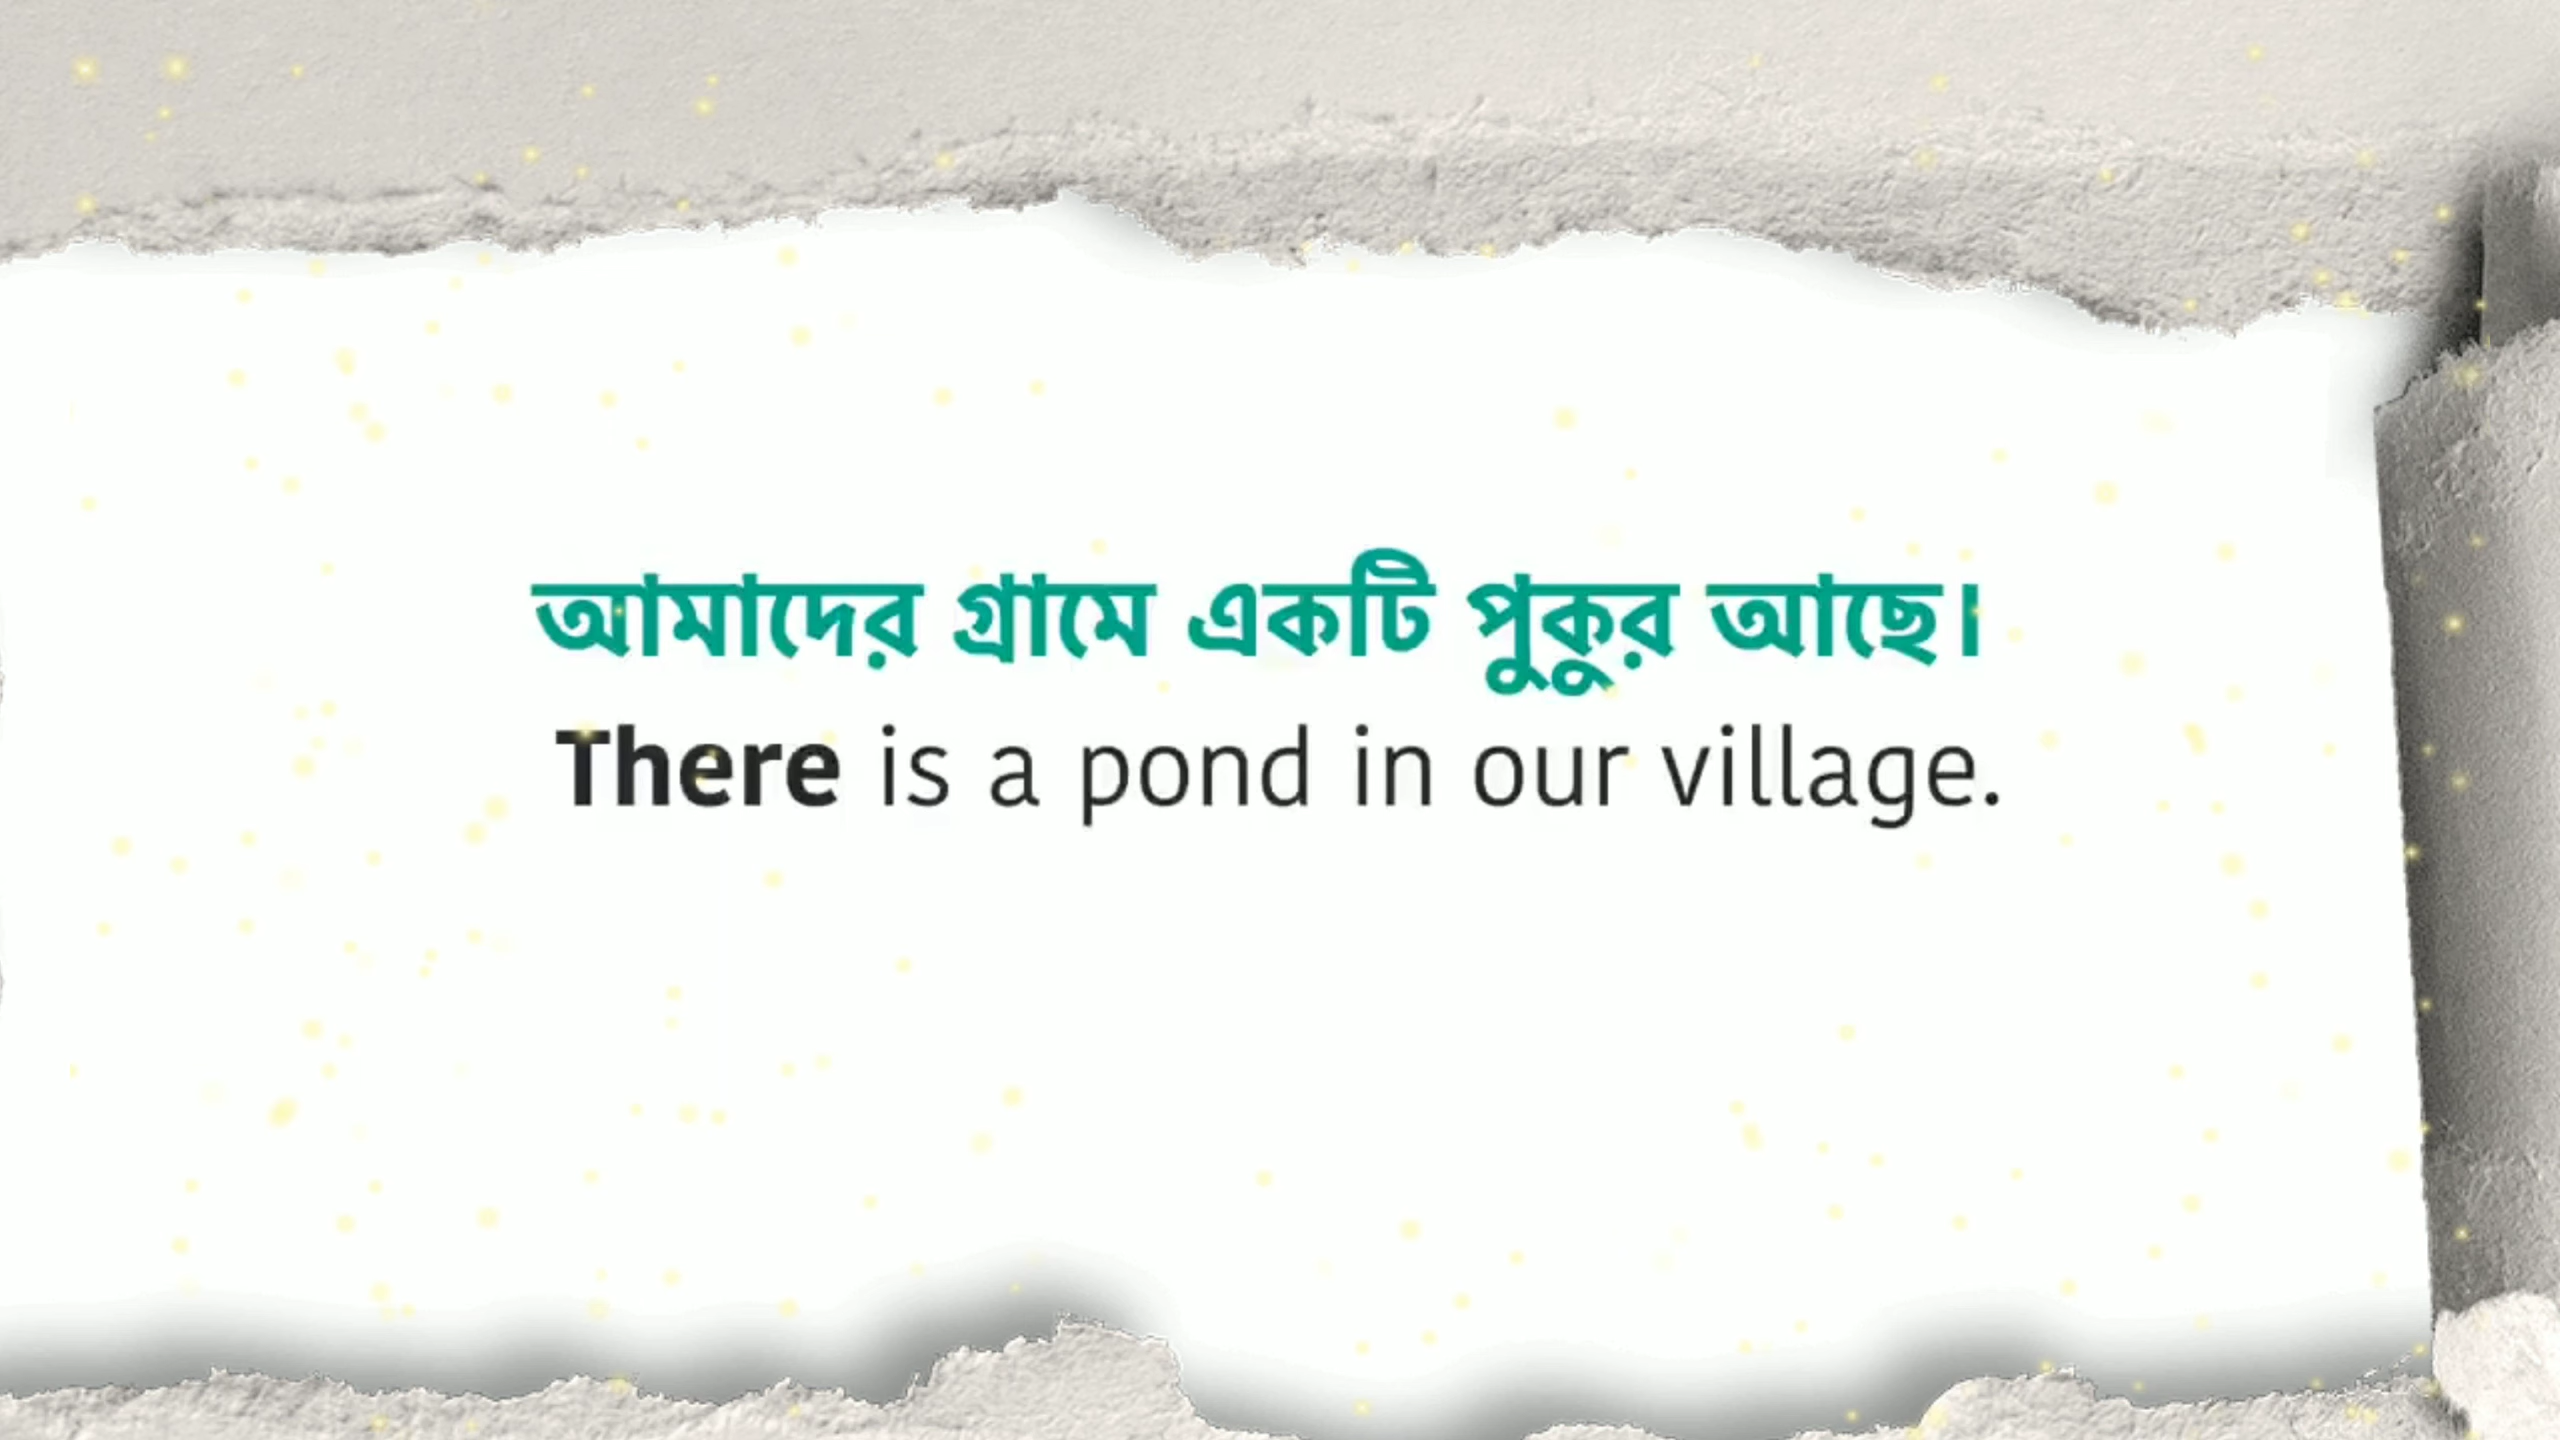 আমাদের গ্রামে একটি পুকুর আছে।
There is a pond in our village.